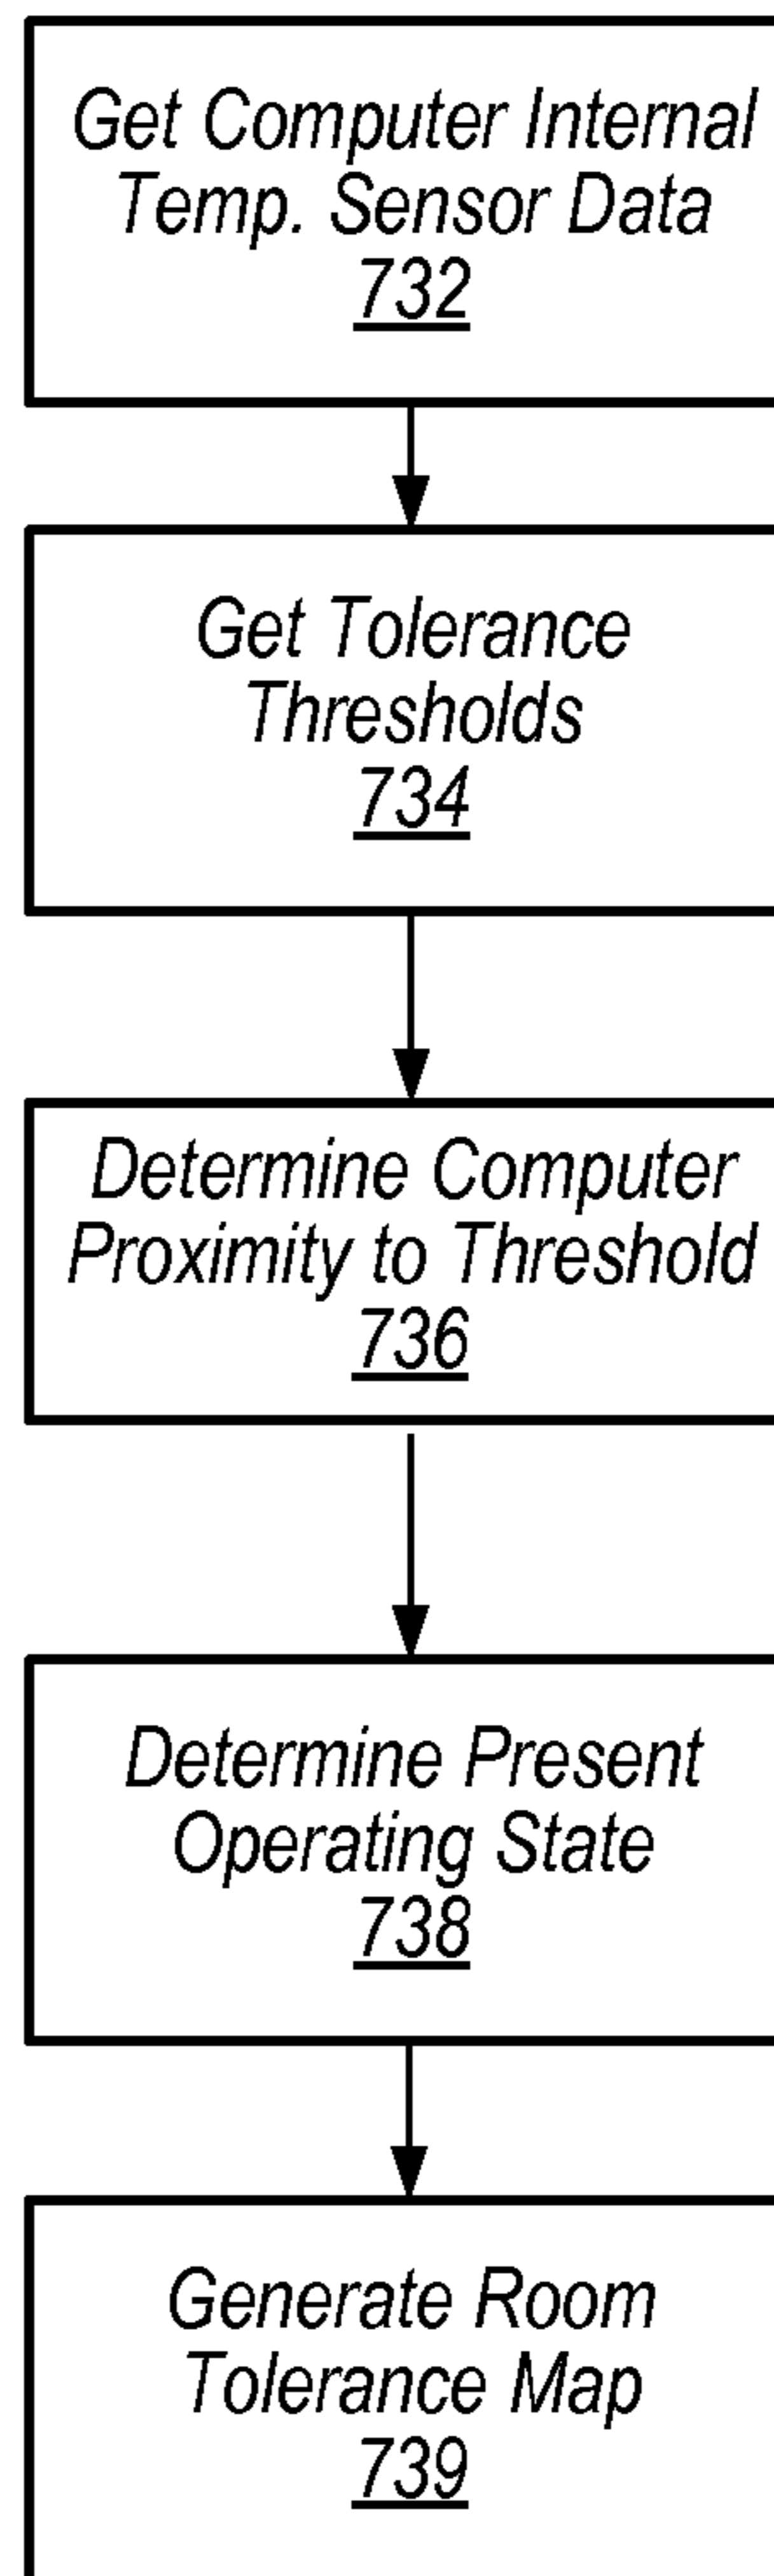 Get Computer Internal
Temp. Sensor Data
732
Get Tolerance
Thresholds
734
Determine Computer
Proximity to Threshold
736
Determine Present
Operating State
738
Generate Room
Tolerance Map
739